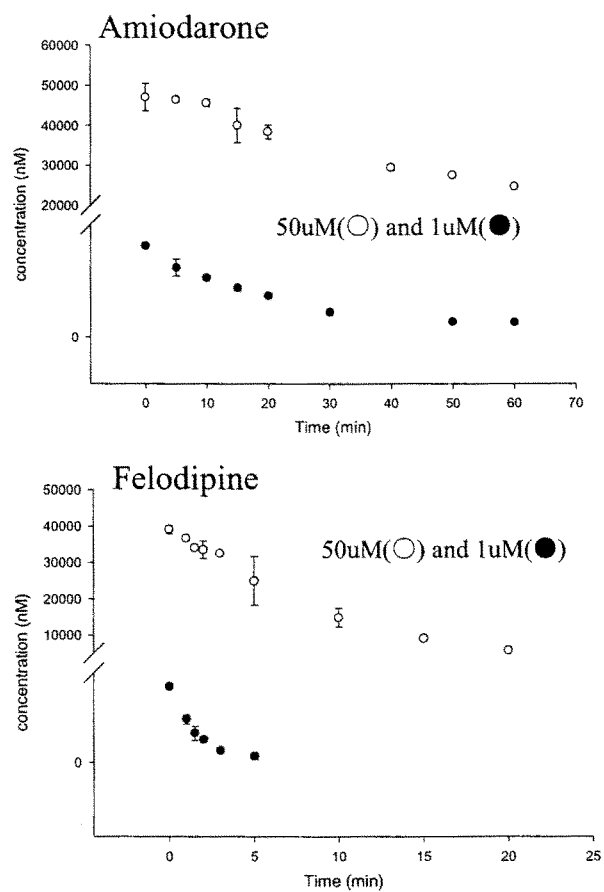 Amiodarone
60000
50000
40000
30000
20000
0
concentration (nM)
50uM(○) and 1uM(●)
0 10 20 30 40 50 60 70
Time (min)
Felodipine
50000
40000
30000
20000
10000
0
concentration (nM)
50uM(○) and 1uM(●)
0 5 10 15 20 25
Time (min)